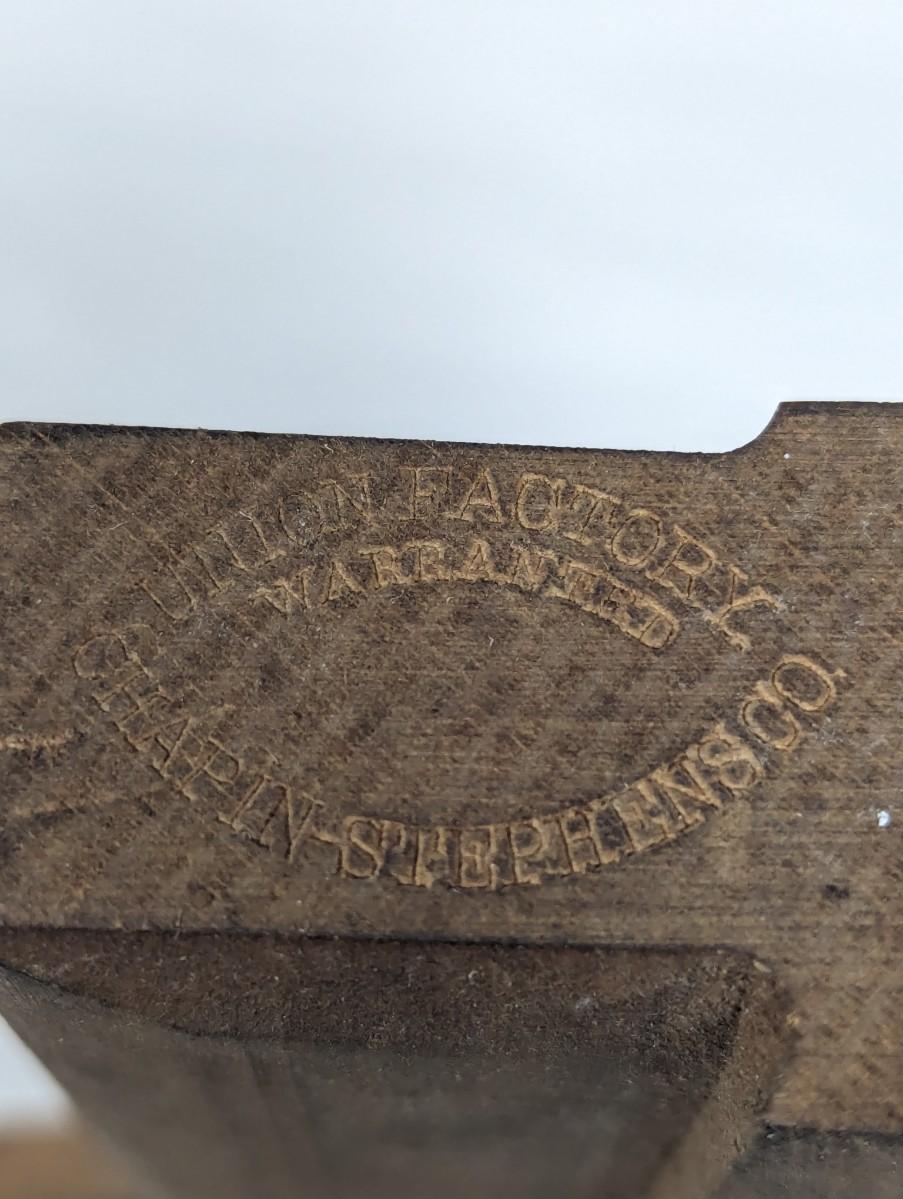 UNION FACTORY
WARRANTED
CHAPIN-STEPHENS CO.